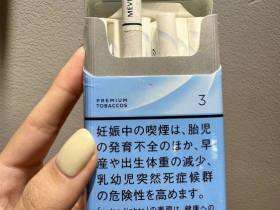 MEVI
PREMIUM
TOBACCOS
3
妊娠中の喫煙は、胎児
の発育不全のほか、早
産や出生体重の減少、
乳幼児突然死症候群
の危険性を高めます。